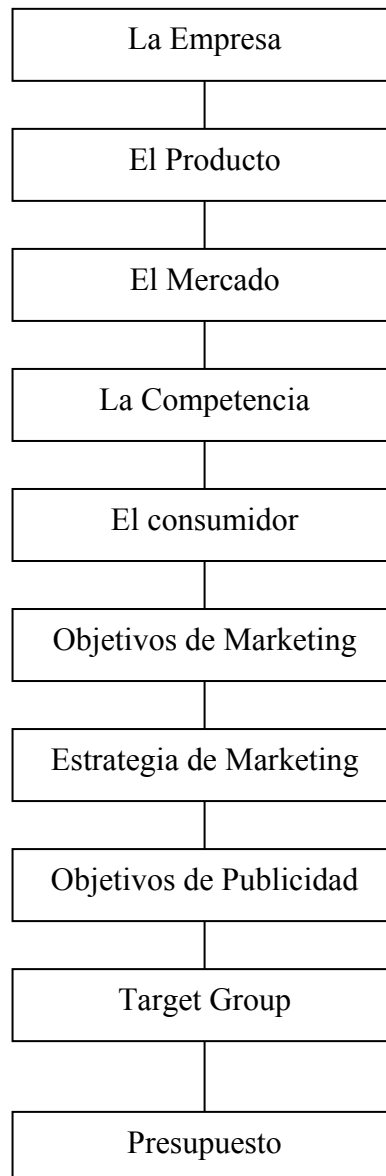 La Empresa
El Producto
El Mercado
La Competencia
El consumidor
Objetivos de Marketing
Estrategia de Marketing
Objetivos de Publicidad
Target Group
Presupuesto